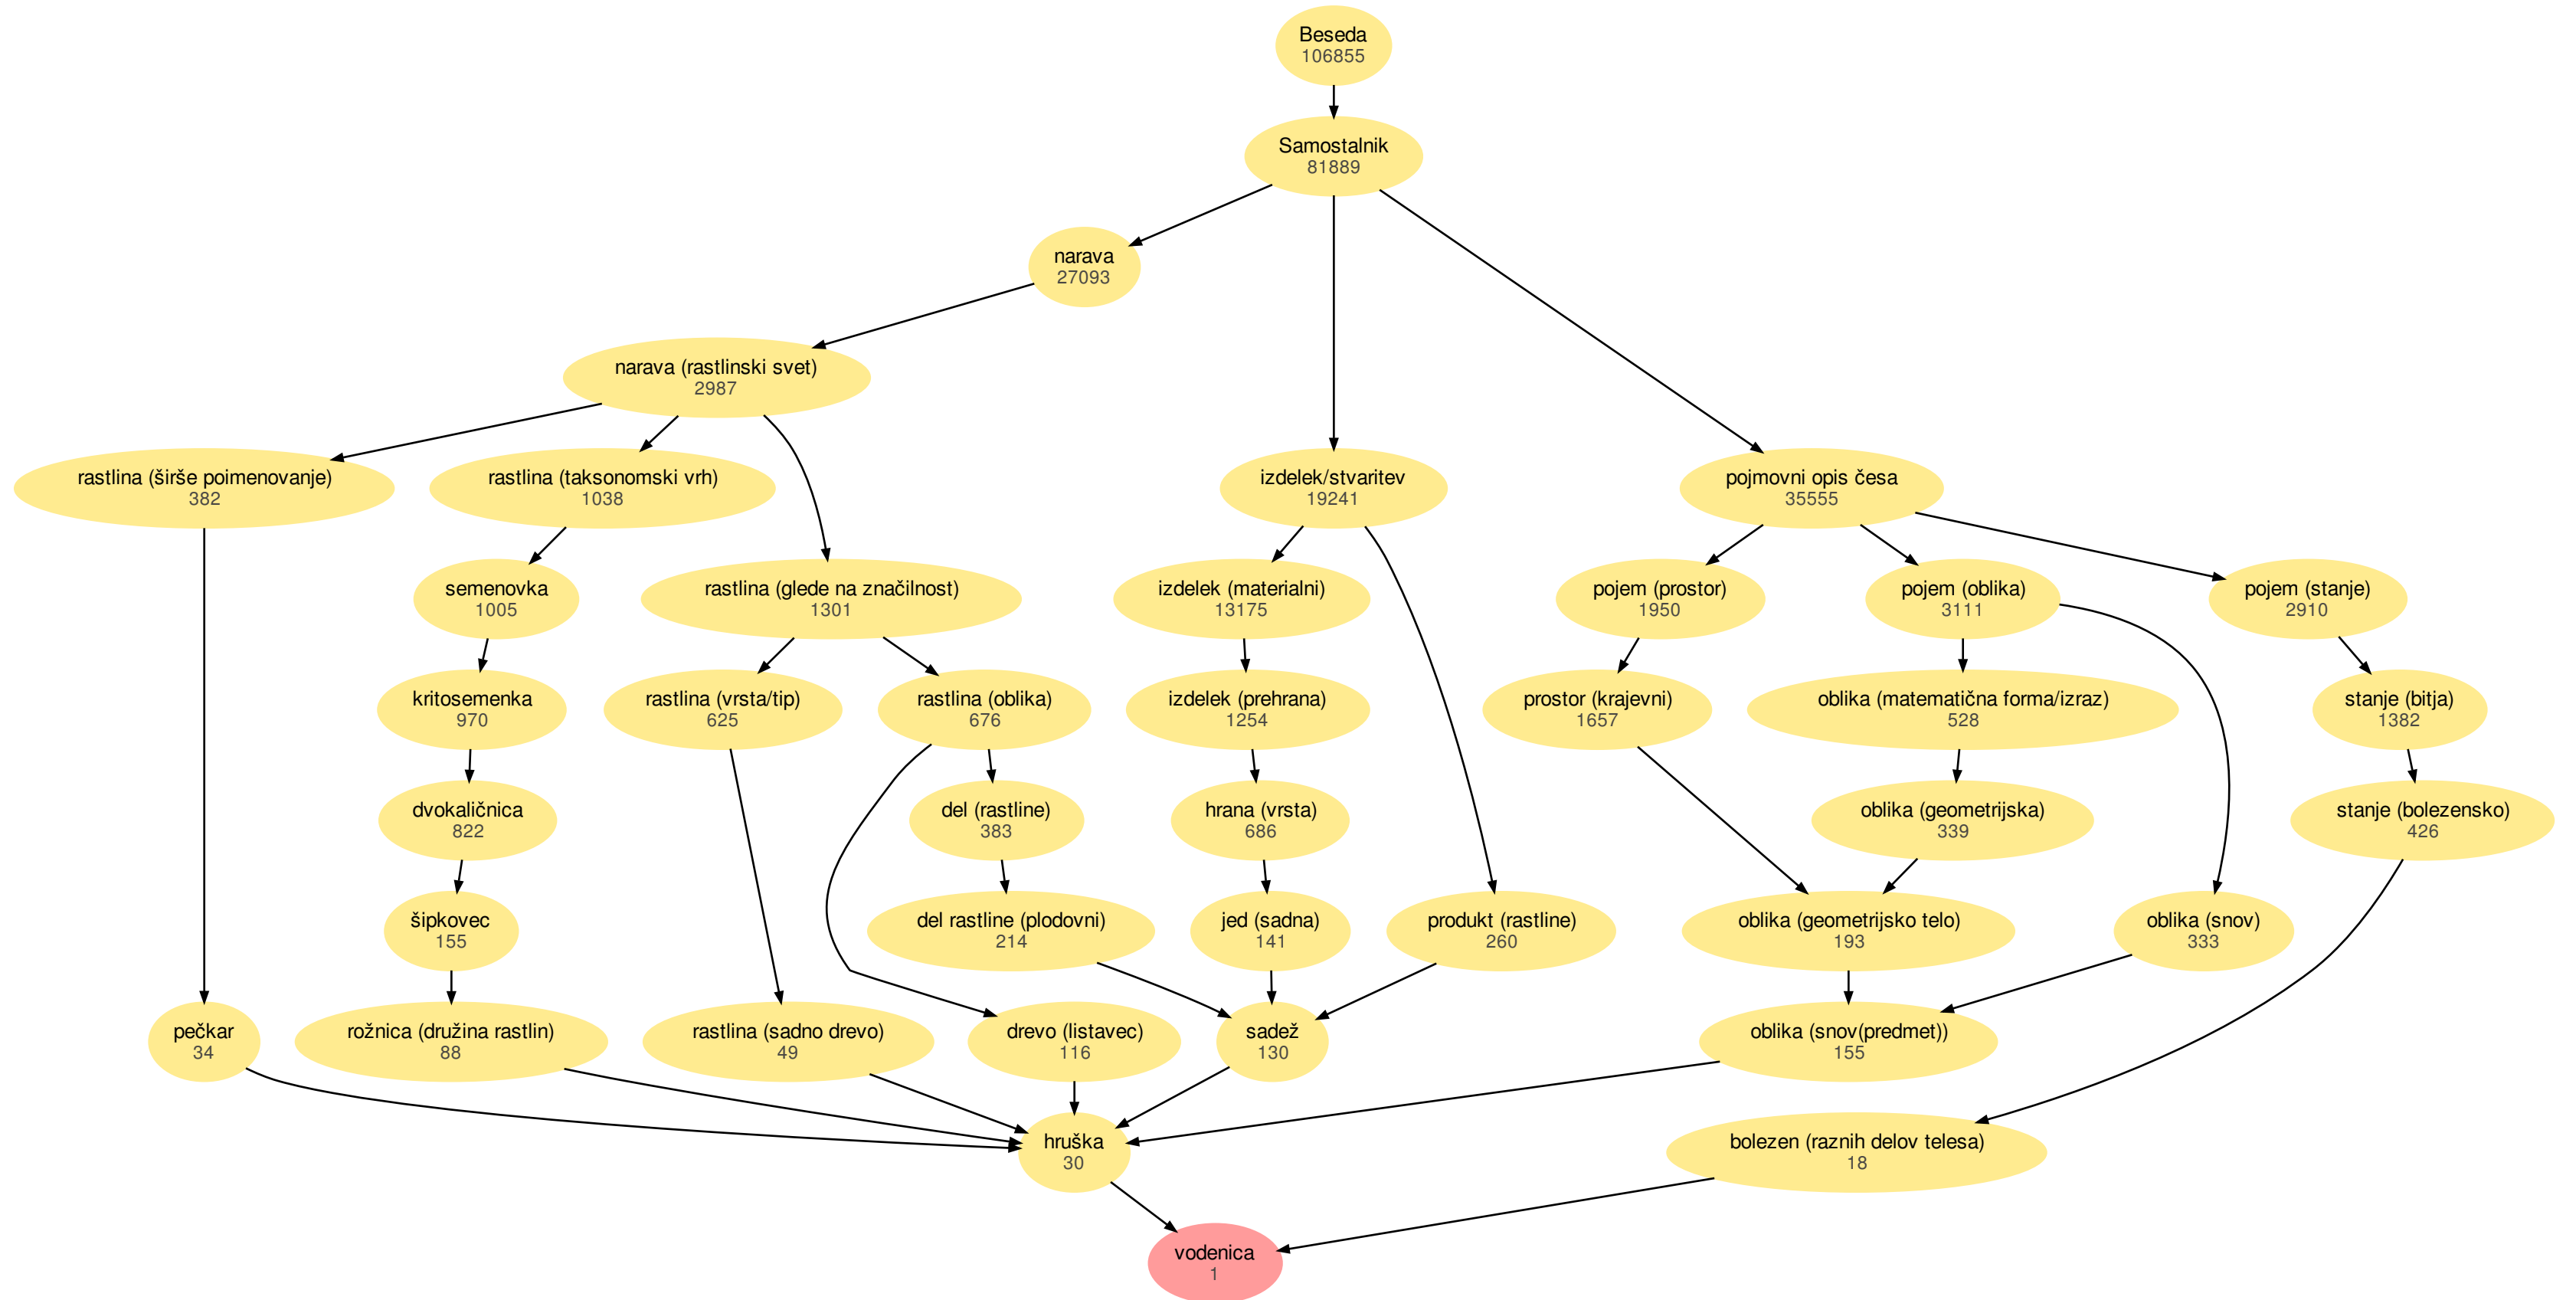 Beseda
106855
Samostalnik
81889
narava
27093
narava (rastlinski svet)
2987
rastlina (širše poimenovanje)
382
rastlina (taksonomski vrh)
1038
izdelek/stvaritev
19241
pojmovni opis česa
35555
semenovka
1005
rastlina (glede na značilnost)
1301
izdelek (materialni)
13175
pojem (prostor)
1950
pojem (oblika)
3111
pojem (stanje)
2910
kritosemenka
970
rastlina (vrsta/tip)
625
rastlina (oblika)
676
izdelek (prehrana)
1254
prostor (krajevni)
1657
oblika (matematična forma/izraz)
528
stanje (bitja)
1382
dvokaličnica
822
del (rastline)
383
hrana (vrsta)
686
oblika (geometrijska)
339
stanje (bolezensko)
426
šipkovec
155
del rastline (plodovni)
214
jed (sadna)
141
produkt (rastline)
260
oblika (geometrijsko telo)
193
oblika (snov)
333
pečkar
34
rožnica (družina rastlin)
88
rastlina (sadno drevo)
49
drevo (listavec)
116
sadež
130
oblika (snov(predmet))
155
hruška
30
bolezen (raznih delov telesa)
18
vodenica
1